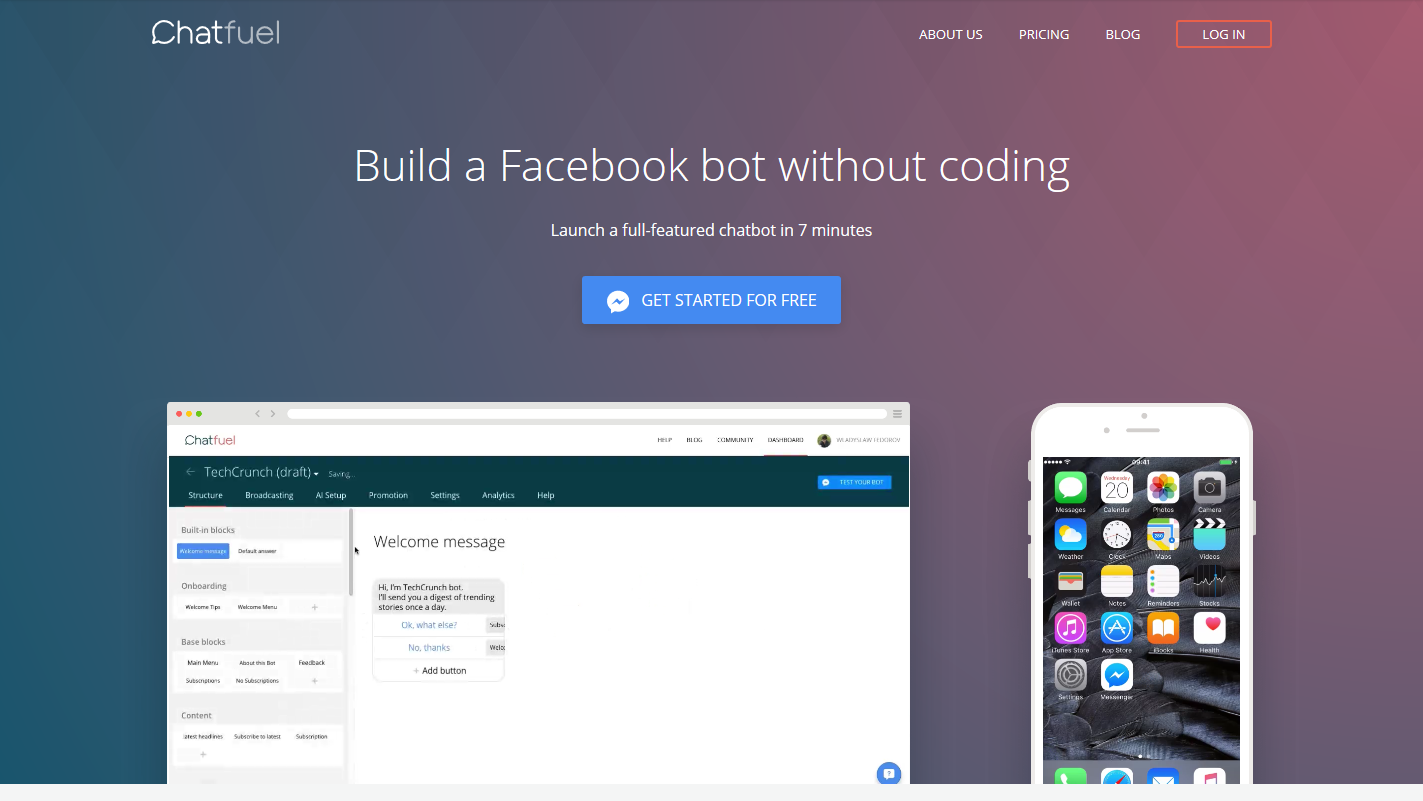 Chatfuel
ABOUT US PRICING BLOG LOG IN
Build a Facebook bot without coding
Launch a full-featured chatbot in 7 minutes
GET STARTED FOR FREE
Chatfuel
HELP BLOG COMMUNITY DASHBOARD WLADYSLAW FEDOROV
TechCrunch (draft) Saving...
TEST YOUR BOT
Structure Broadcasting AI Setup Promotion Settings Analytics Help
Built-in blocks
Welcome message Default answer
Onboarding
Welcome Tips Welcome Menu +
Base blocks
Main Menu About this Bot Feedback
Subscriptions No Subscriptions +
Content
latest headlines Subscribe to latest Subscription
+
Welcome message
Hi, I'm TechCrunch bot.
I'll send you a digest of trending
stories once a day.
Ok, what else? Subsc
No, thanks Welc
+ Add button
09:41
Wednesday
20
Messages Calendar Photos Camera
280
Weather Clock Maps Videos
Wallet Notes Reminders Stocks
iTunes Store App Store iBooks Health
Settings Messenger